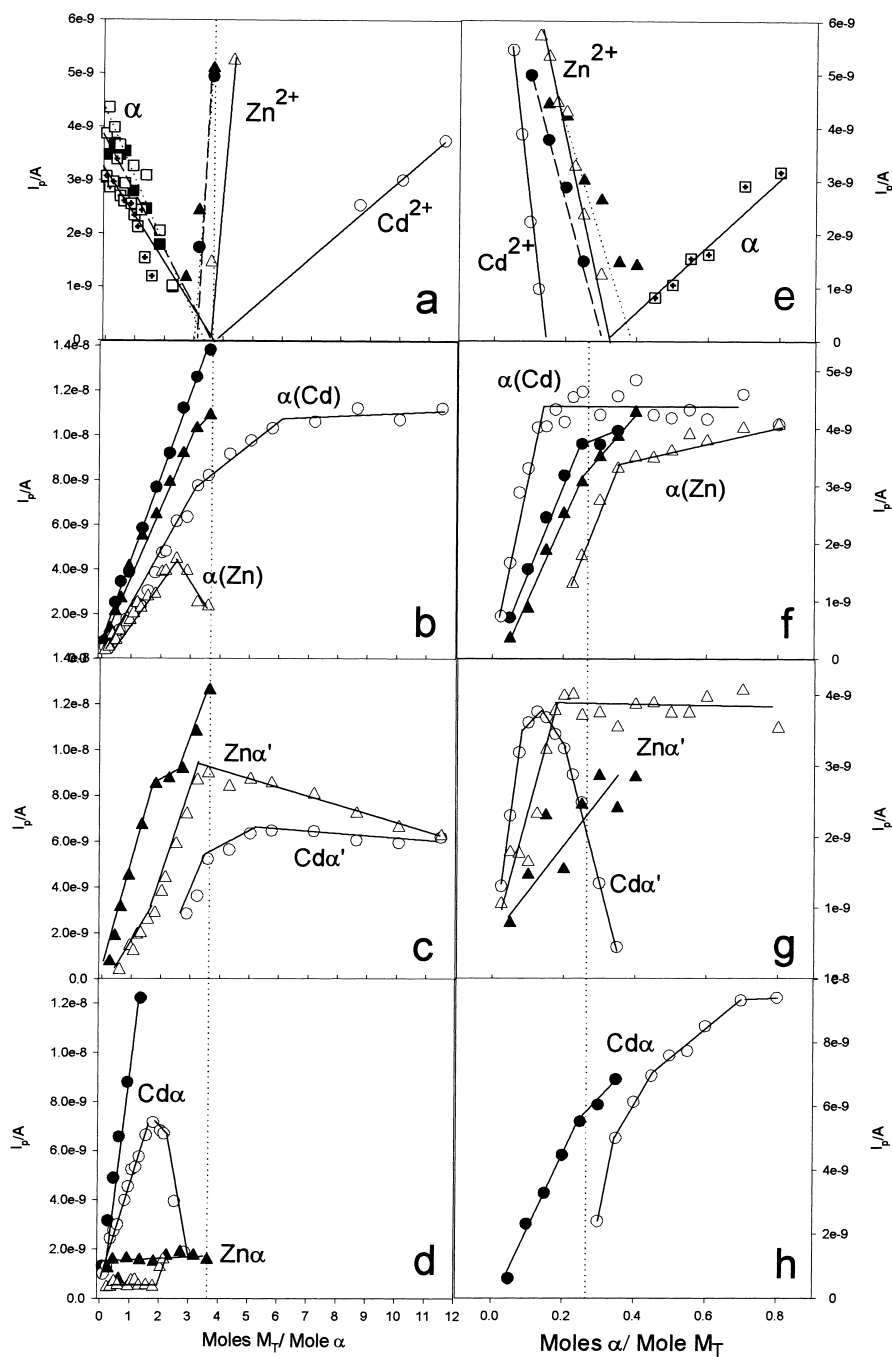 6e-9
5e-9
4e-9
3e-9
2e-9
1e-9
0
Ip/A
α
Zn2+
Cd2+
a
6e-9
5e-9
4e-9
3e-9
2e-9
1e-9
0
Ip/A
Zn2+
Cd2+
α
e
1.4e-8
1.2e-8
1.0e-8
8.0e-9
6.0e-9
4.0e-9
2.0e-9
1.4e-8
0.0
Ip/A
α(Cd)
α(Zn)
b
5e-9
4e-9
3e-9
2e-9
1e-9
0
Ip/A
α(Cd)
α(Zn)
f
1.2e-8
1.0e-8
8.0e-9
6.0e-9
4.0e-9
2.0e-9
0.0
Ip/A
Znα'
Cdα'
c
4e-9
3e-9
2e-9
1e-9
Ip/A
Znα'
Cdα'
g
1.2e-8
1.0e-8
8.0e-9
6.0e-9
4.0e-9
2.0e-9
0.0
Ip/A
Cdα
Znα
d
1e-8
8e-9
6e-9
4e-9
2e-9
0
Ip/A
Cdα
h
0 1 2 3 4 5 6 7 8 9 10 11 12
Moles MT/ Mole α
0.0 0.2 0.4 0.6 0.8
Moles α/ Mole MT